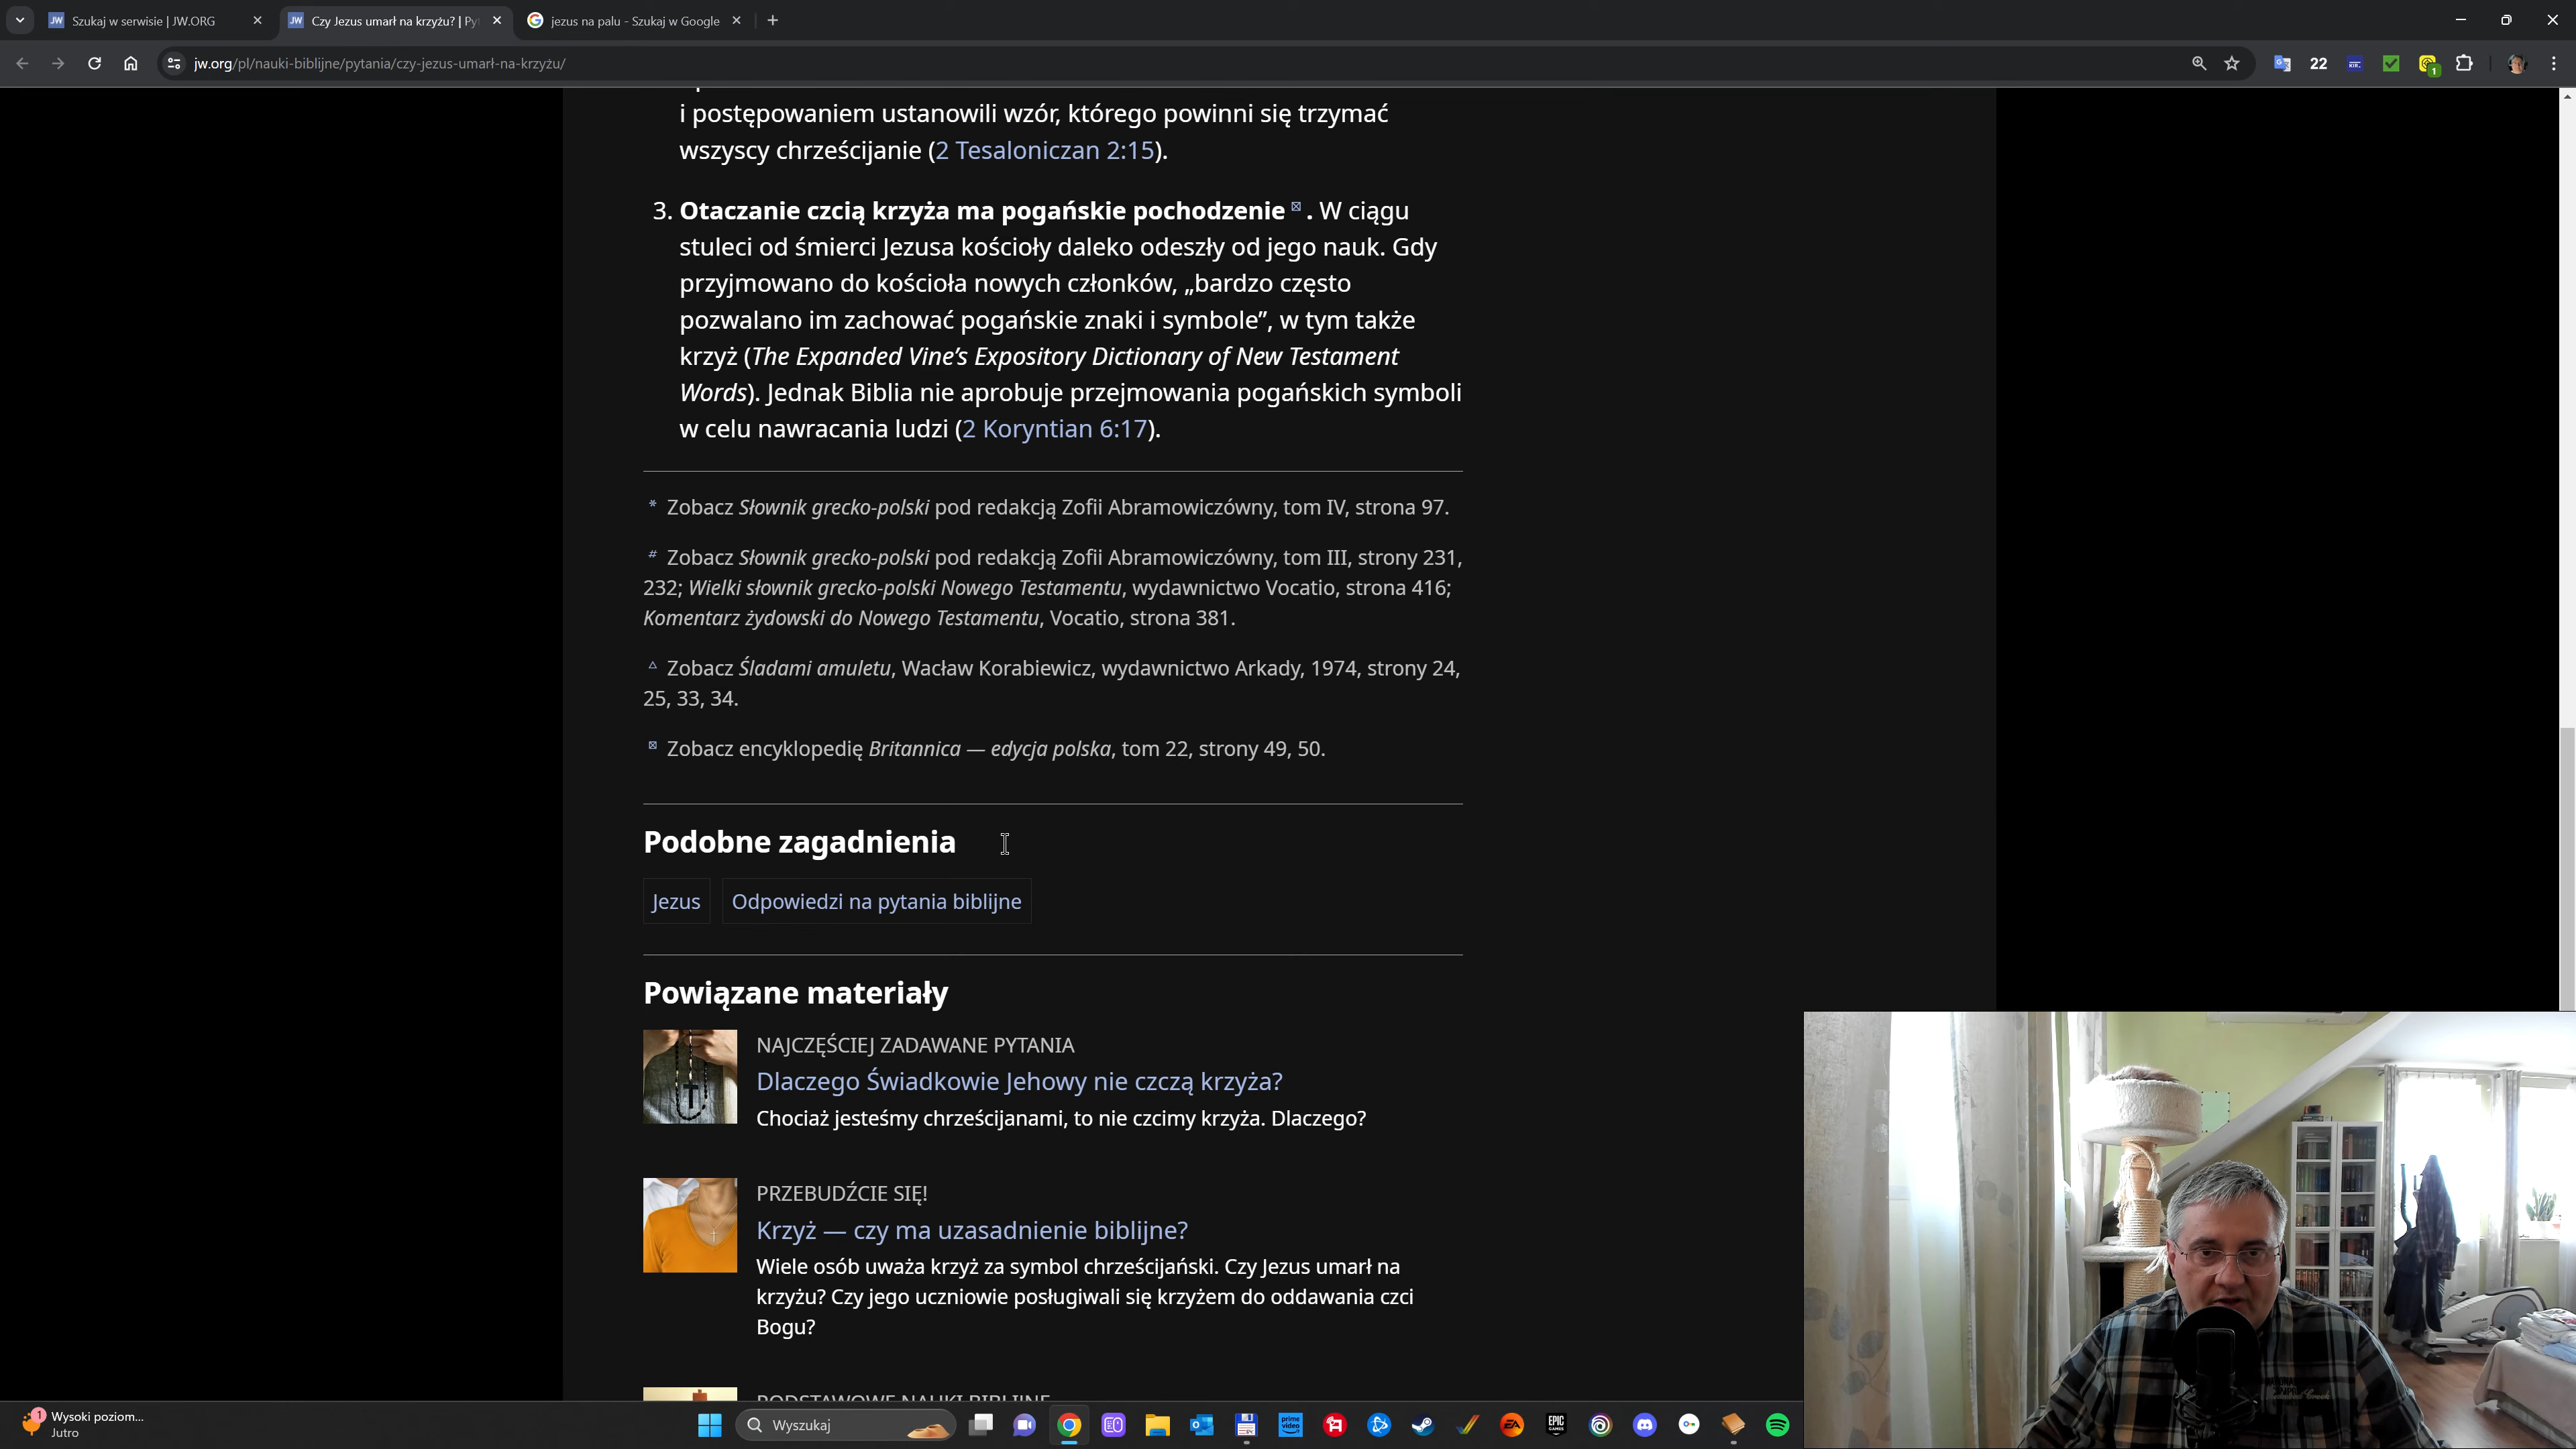 Szukaj w serwisie | JW.ORG
Czy Jezus umarł na krzyżu? | Py
jezus na palu - Szukaj w Google
jw.org/pl/nauki-biblijne/pytania/czy-jezus-umarł-na-krzyżu/
22
1
i postępowaniem ustanowili wzór, którego powinni się trzymać
wszyscy chrześcijanie (2 Tesaloniczan 2:15).
3. Otaczanie czcią krzyża ma pogańskie pochodzenie ⊠ . W ciągu
stuleci od śmierci Jezusa kościoły daleko odeszły od jego nauk. Gdy
przyjmowano do kościoła nowych członków, „bardzo często
pozwalano im zachować pogańskie znaki i symbole”, w tym także
krzyż (The Expanded Vine’s Expository Dictionary of New Testament
Words). Jednak Biblia nie aprobuje przejmowania pogańskich symboli
w celu nawracania ludzi (2 Koryntian 6:17).
* Zobacz Słownik grecko-polski pod redakcją Zofii Abramowiczówny, tom IV, strona 97.
# Zobacz Słownik grecko-polski pod redakcją Zofii Abramowiczówny, tom III, strony 231,
232; Wielki słownik grecko-polski Nowego Testamentu, wydawnictwo Vocatio, strona 416;
Komentarz żydowski do Nowego Testamentu, Vocatio, strona 381.
△ Zobacz Śladami amuletu, Wacław Korabiewicz, wydawnictwo Arkady, 1974, strony 24,
25, 33, 34.
⊠ Zobacz encyklopedię Britannica — edycja polska, tom 22, strony 49, 50.
Podobne zagadnienia
Jezus
Odpowiedzi na pytania biblijne
Powiązane materiały
NAJCZĘŚCIEJ ZADAWANE PYTANIA
Dlaczego Świadkowie Jehowy nie czczą krzyża?
Chociaż jesteśmy chrześcijanami, to nie czcimy krzyża. Dlaczego?
PRZEBUDŹCIE SIĘ!
Krzyż — czy ma uzasadnienie biblijne?
Wiele osób uważa krzyż za symbol chrześcijański. Czy Jezus umarł na
krzyżu? Czy jego uczniowie posługiwali się krzyżem do oddawania czci
Bogu?
PODSTAWOWE NAUKI BIBLIJNE
1
Wysoki poziom...
Jutro
Wyszukaj
prime video
EA
EPIC GAMES